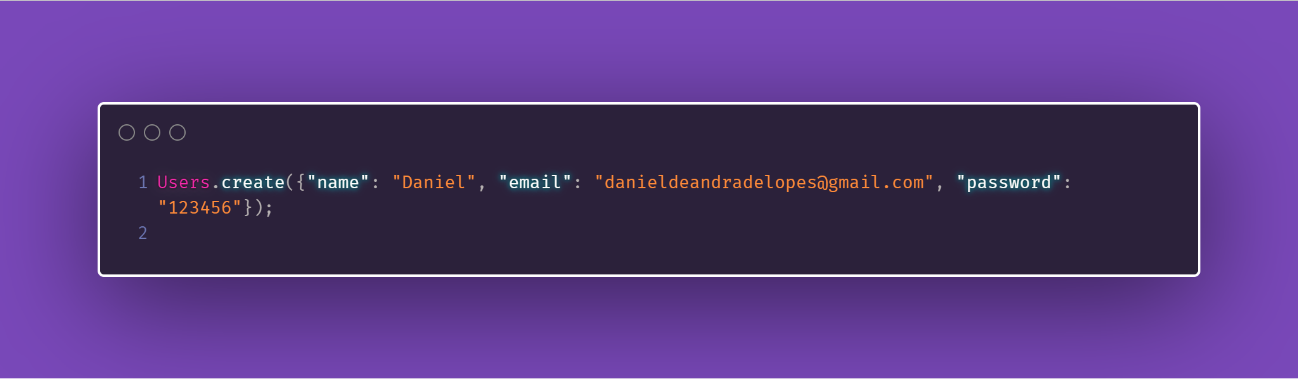 1 Users.create({"name": "Daniel", "email": "danieldeandradelopes@gmail.com", "password":
"123456"});
2